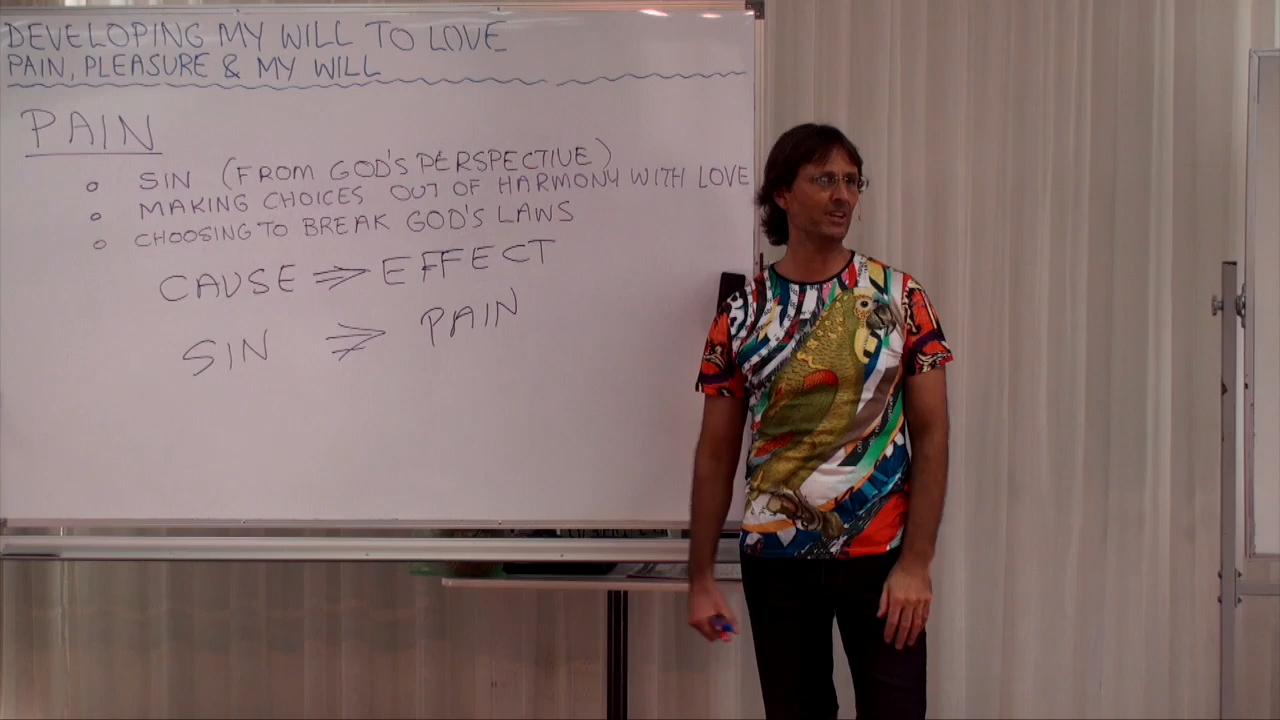 DEVELOPING MY WILL TO LOVE
PAIN, PLEASURE & MY WILL
PAIN
○ SIN (FROM GOD'S PERSPECTIVE)
○ MAKING CHOICES OUT OF HARMONY WITH LOVE
○ CHOOSING TO BREAK GOD'S LAWS
CAUSE ⇒ EFFECT
SIN ⇒ PAIN